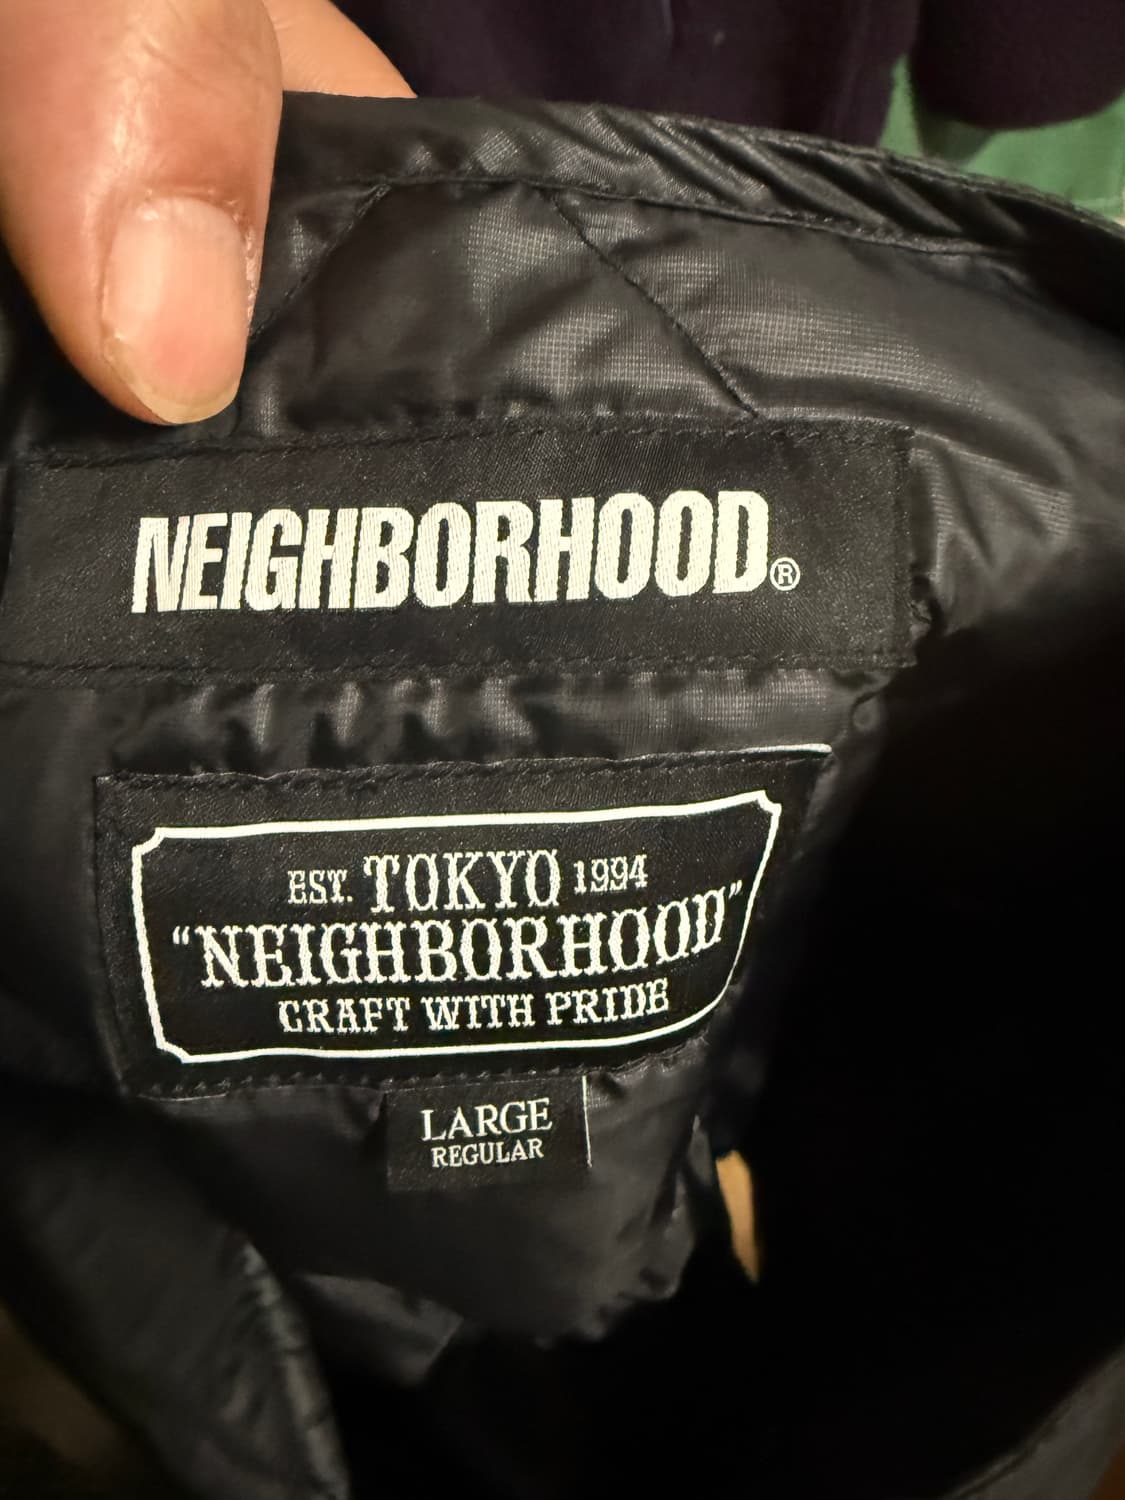 NEIGHBORHOOD®
EST. TOKYO 1994
“NEIGHBORHOOD”
CRAFT WITH PRIDE
LARGE
REGULAR